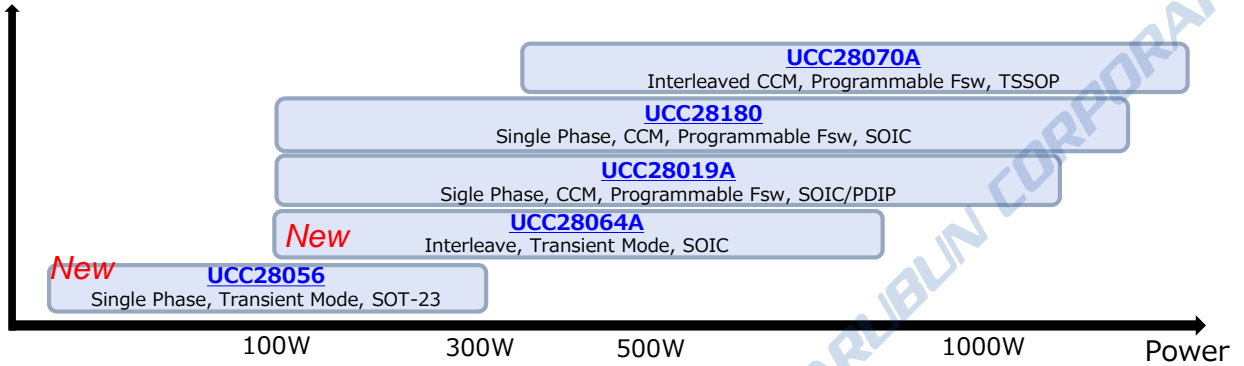 UCC28070A
Interleaved CCM, Programmable Fsw, TSSOP
UCC28180
Single Phase, CCM, Programmable Fsw, SOIC
UCC28019A
Sigle Phase, CCM, Programmable Fsw, SOIC/PDIP
New
UCC28064A
Interleave, Transient Mode, SOIC
New
UCC28056
Single Phase, Transient Mode, SOT-23
100W 300W 500W 1000W Power